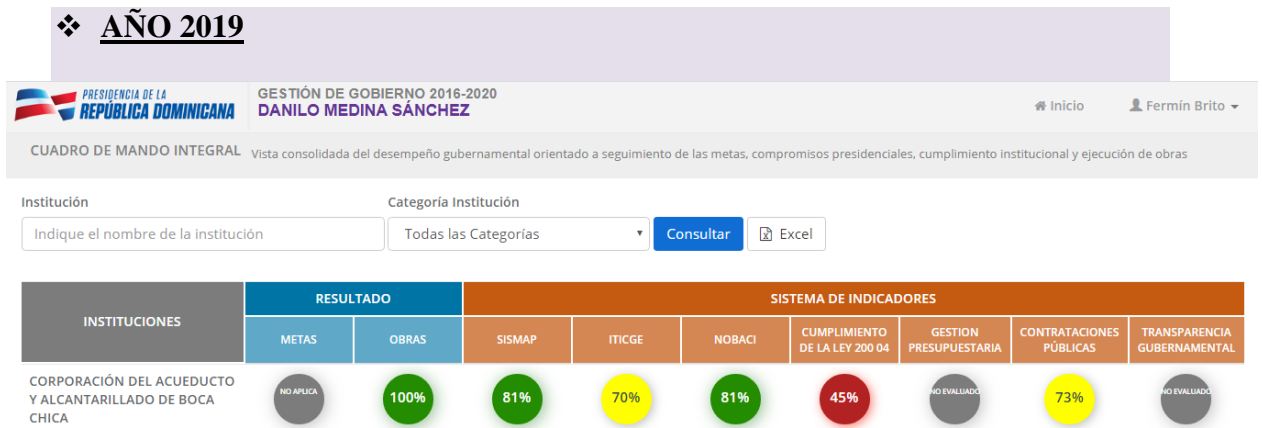 ❖ AÑO 2019
PRESIDENCIA DE LA
REPÚBLICA DOMINICANA
GESTIÓN DE GOBIERNO 2016-2020
DANILO MEDINA SÁNCHEZ
Inicio
Fermín Brito
CUADRO DE MANDO INTEGRAL Vista consolidada del desempeño gubernamental orientado a seguimiento de las metas, compromisos presidenciales, cumplimiento institucional y ejecución de obras
Institución
Categoría Institución
Indique el nombre de la institución
Todas las Categorías
Consultar
Excel
INSTITUCIONES
RESULTADO
SISTEMA DE INDICADORES
METAS
OBRAS
SISMAP
ITICGE
NOBACI
CUMPLIMIENTO
DE LA LEY 200 04
GESTION
PRESUPUESTARIA
CONTRATACIONES
PÚBLICAS
TRANSPARENCIA
GUBERNAMENTAL
CORPORACIÓN DEL ACUEDUCTO
Y ALCANTARILLADO DE BOCA
CHICA
NO APLICA
100%
81%
70%
81%
45%
NO EVALUADO
73%
NO EVALUADO